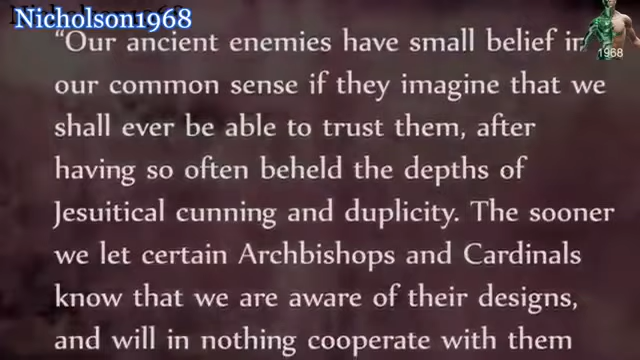 Nicholson1968
“Our ancient enemies have small belief in
our common sense if they imagine that we
shall ever be able to trust them, after
having so often beheld the depths of
Jesuitical cunning and duplicity. The sooner
we let certain Archbishops and Cardinals
know that we are aware of their designs,
and will in nothing cooperate with them
1968